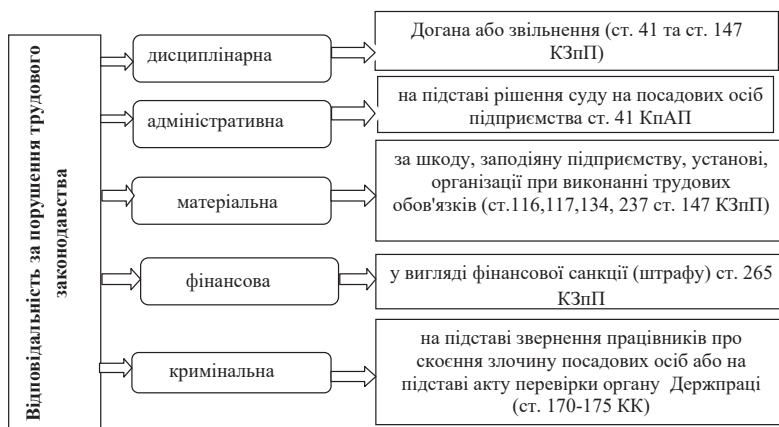 Відповідальність за порушення трудового
законодавства
дисциплінарна
Догана або звільнення (ст. 41 та ст. 147
КЗпП)
адміністративна
на підставі рішення суду на посадових осіб
підприємства ст. 41 КпАП
матеріальна
за шкоду, заподіяну підприємству, установі,
організації при виконанні трудових
обов'язків (ст.116,117,134, 237 ст. 147 КЗпП)
фінансова
у вигляді фінансової санкції (штрафу) ст. 265
КЗпП
кримінальна
на підставі звернення працівників про
скоєння злочину посадових осіб або на
підставі акту перевірки органу Держпраці
(ст. 170-175 КК)